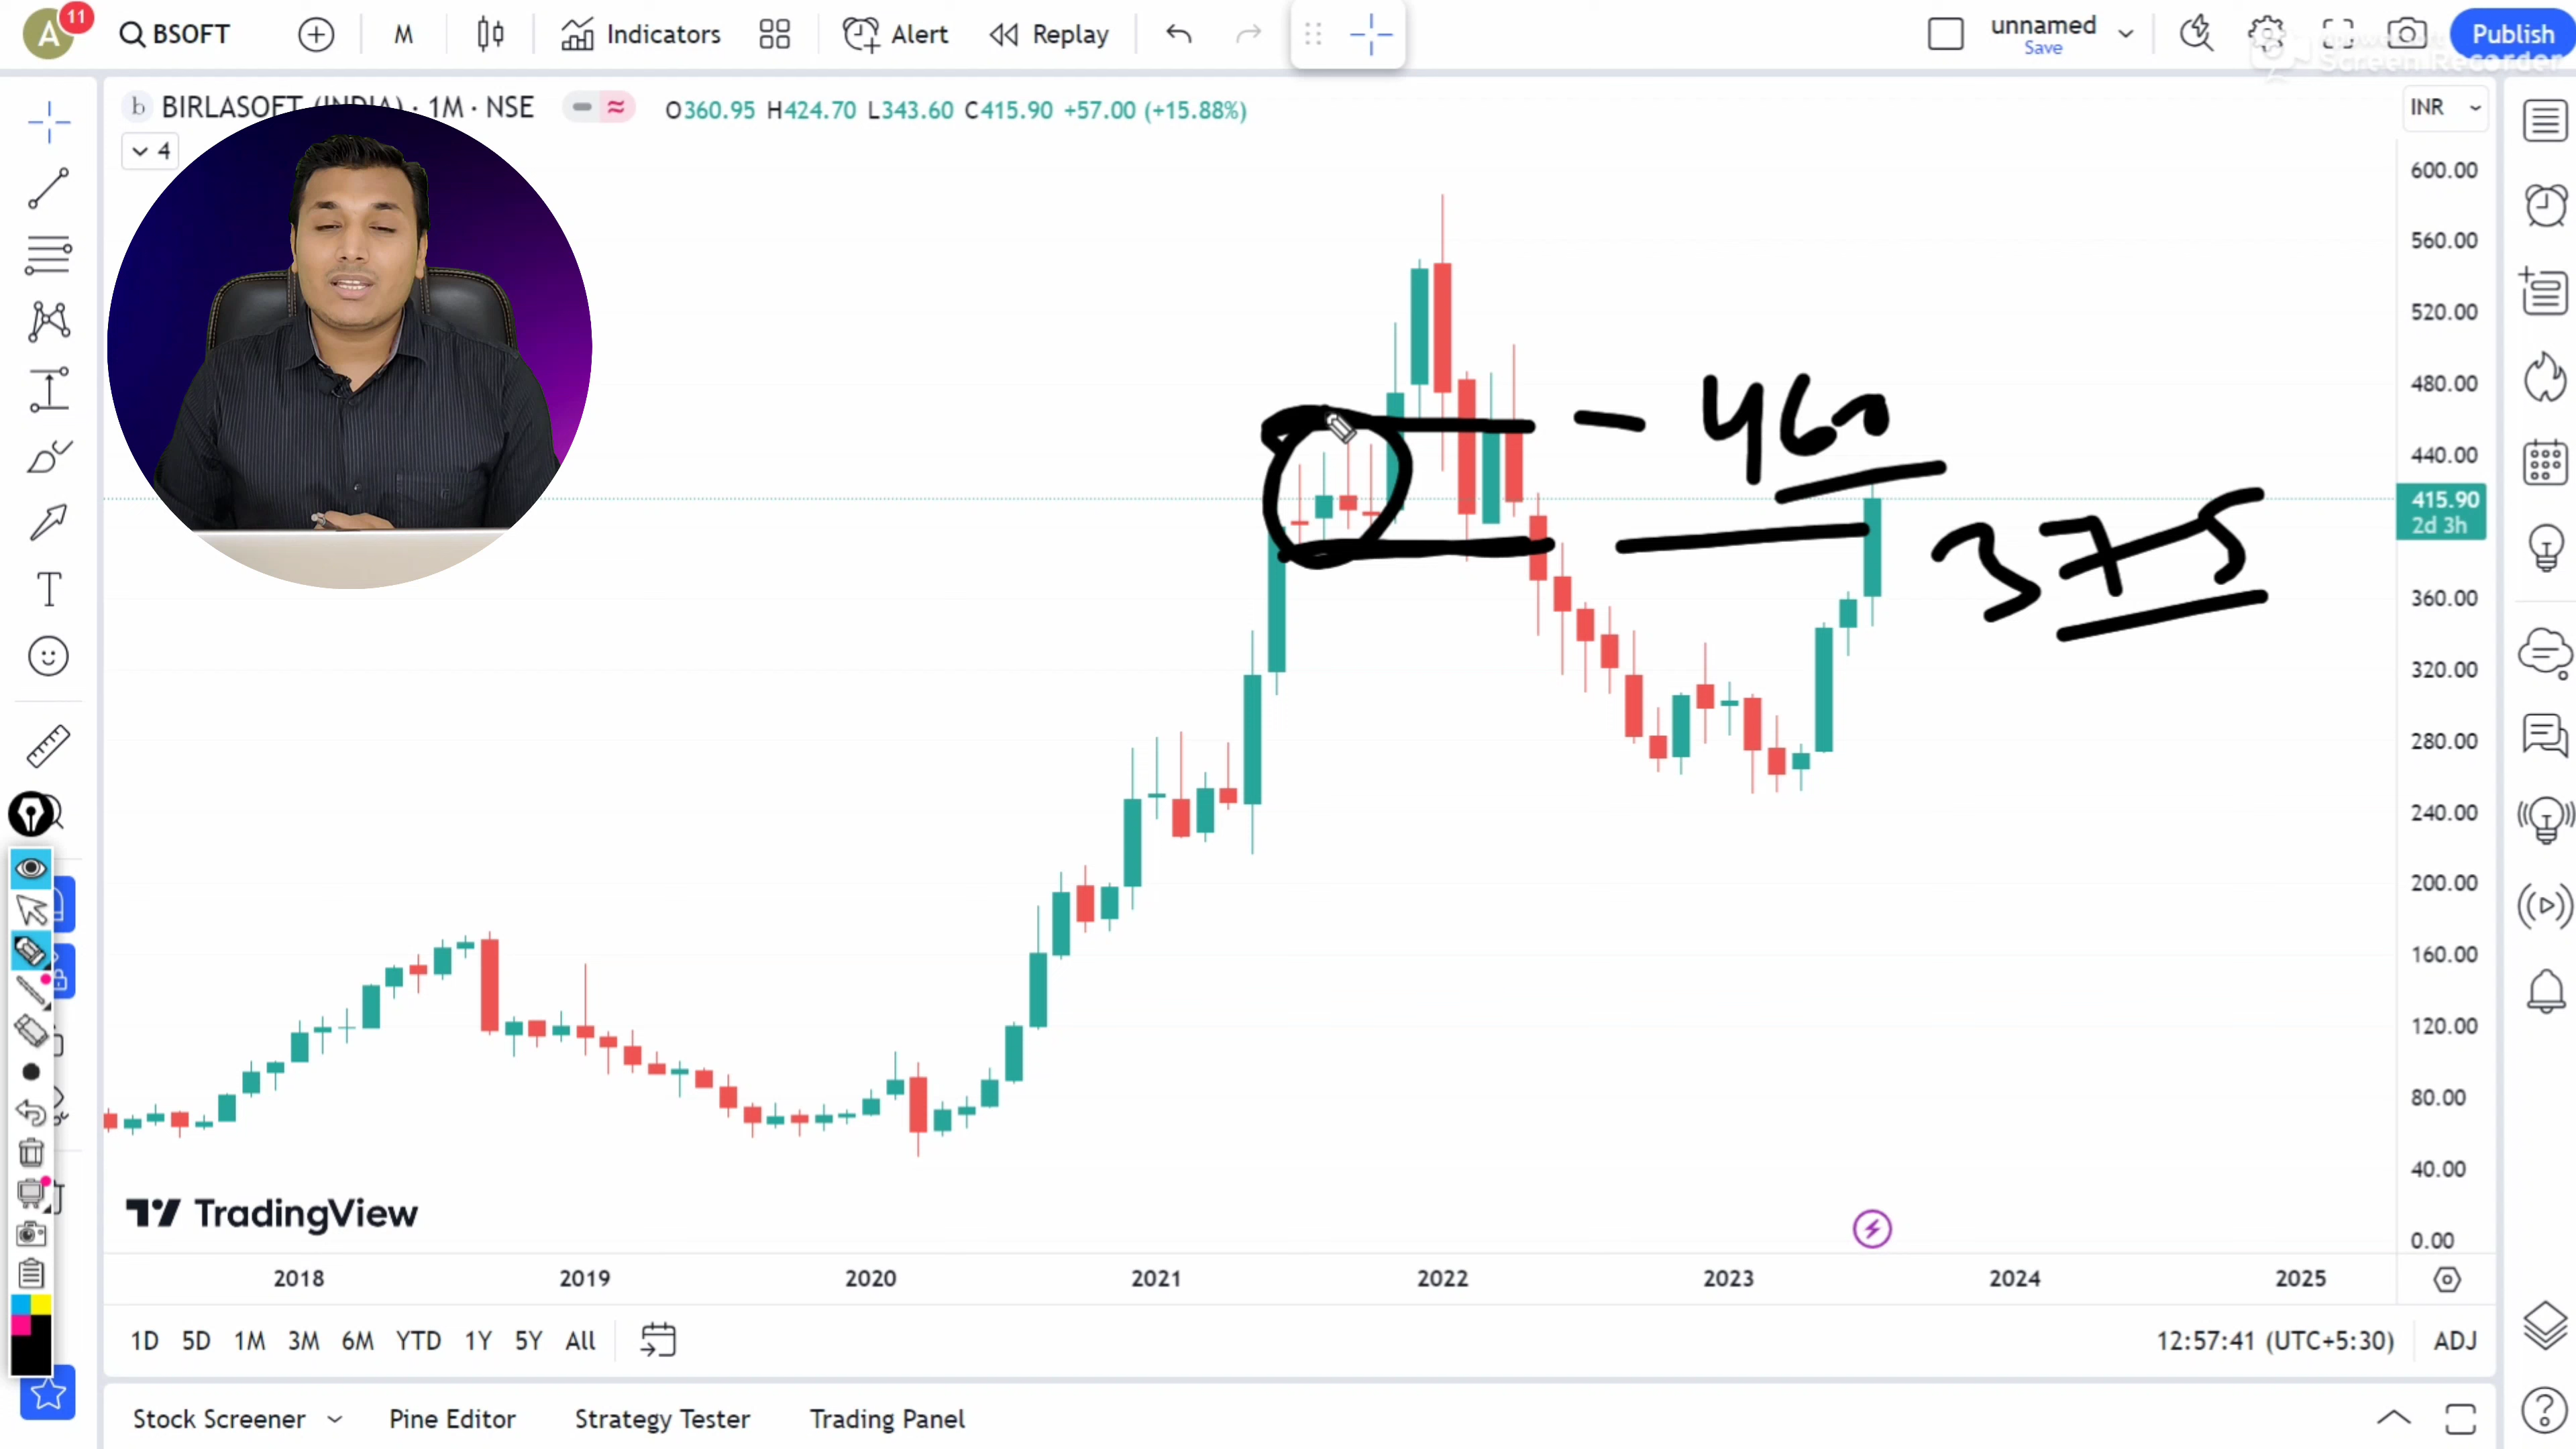 A 11 BSOFT M Indicators Alert Replay unnamed Save Publish
Screen Recorder
b BIRLASOFT (INDIA) · 1M · NSE O360.95 H424.70 L343.60 C415.90 +57.00 (+15.88%) INR
4
600.00
560.00
520.00
480.00
- 460
440.00
415.90
2d 3h
375
360.00
320.00
280.00
240.00
200.00
160.00
120.00
80.00
40.00
0.00
TradingView
2018 2019 2020 2021 2022 2023 2024 2025
1D 5D 1M 3M 6M YTD 1Y 5Y All 12:57:41 (UTC+5:30) ADJ
Stock Screener Pine Editor Strategy Tester Trading Panel